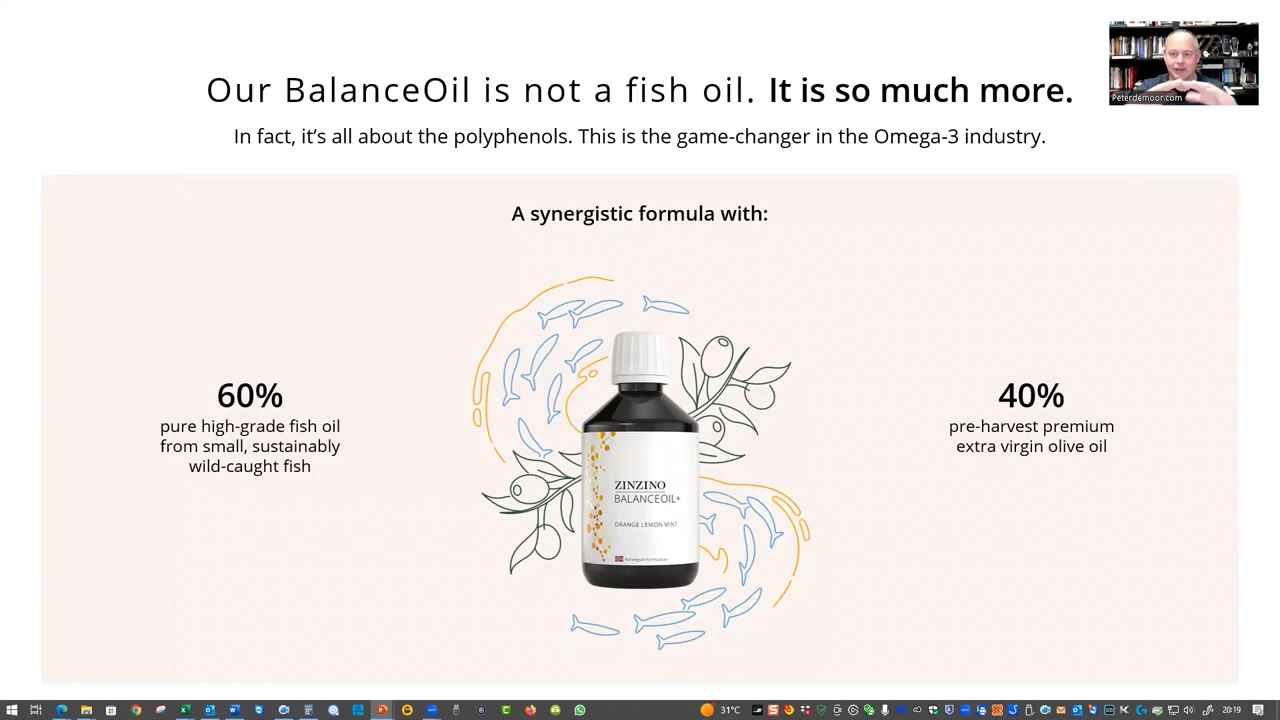 Our BalanceOil is not a fish oil. It is so much more.
In fact, it's all about the polyphenols. This is the game-changer in the Omega-3 industry.
Peterdemoor.com
A synergistic formula with:
60%
pure high-grade fish oil
from small, sustainably
wild-caught fish
40%
pre-harvest premium
extra virgin olive oil
ZINZINO
BALANCEOIL+
ORANGE LEMON MINT
Norwegian Formulation
31°C
20:19